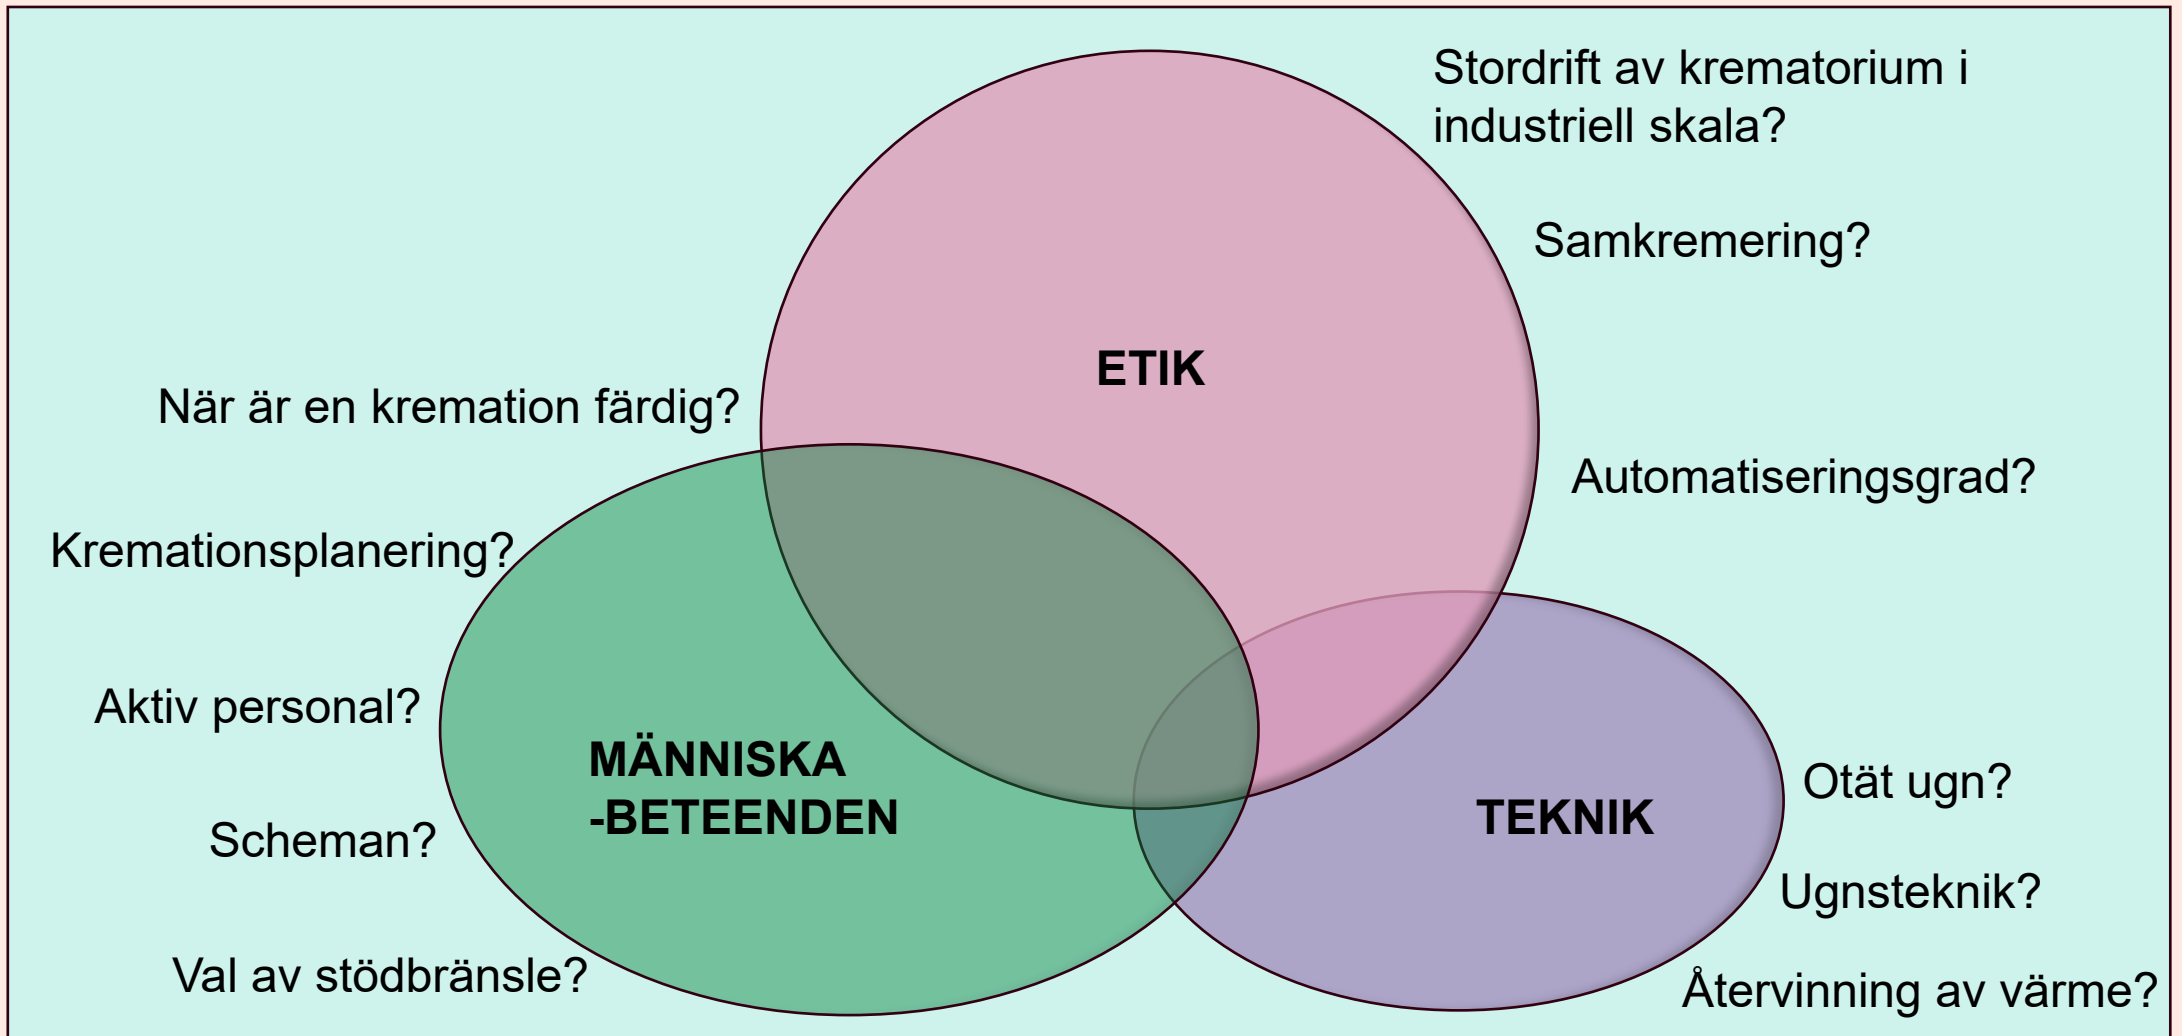 Stordrift av krematorium i
industriell skala?
Samkremering?
ETIK
När är en kremation färdig?
Automatiseringsgrad?
Kremationsplanering?
Aktiv personal?
MÄNNISKA
-BETEENDEN
Otät ugn?
TEKNIK
Scheman?
Ugnsteknik?
Val av stödbränsle?
Återvinning av värme?